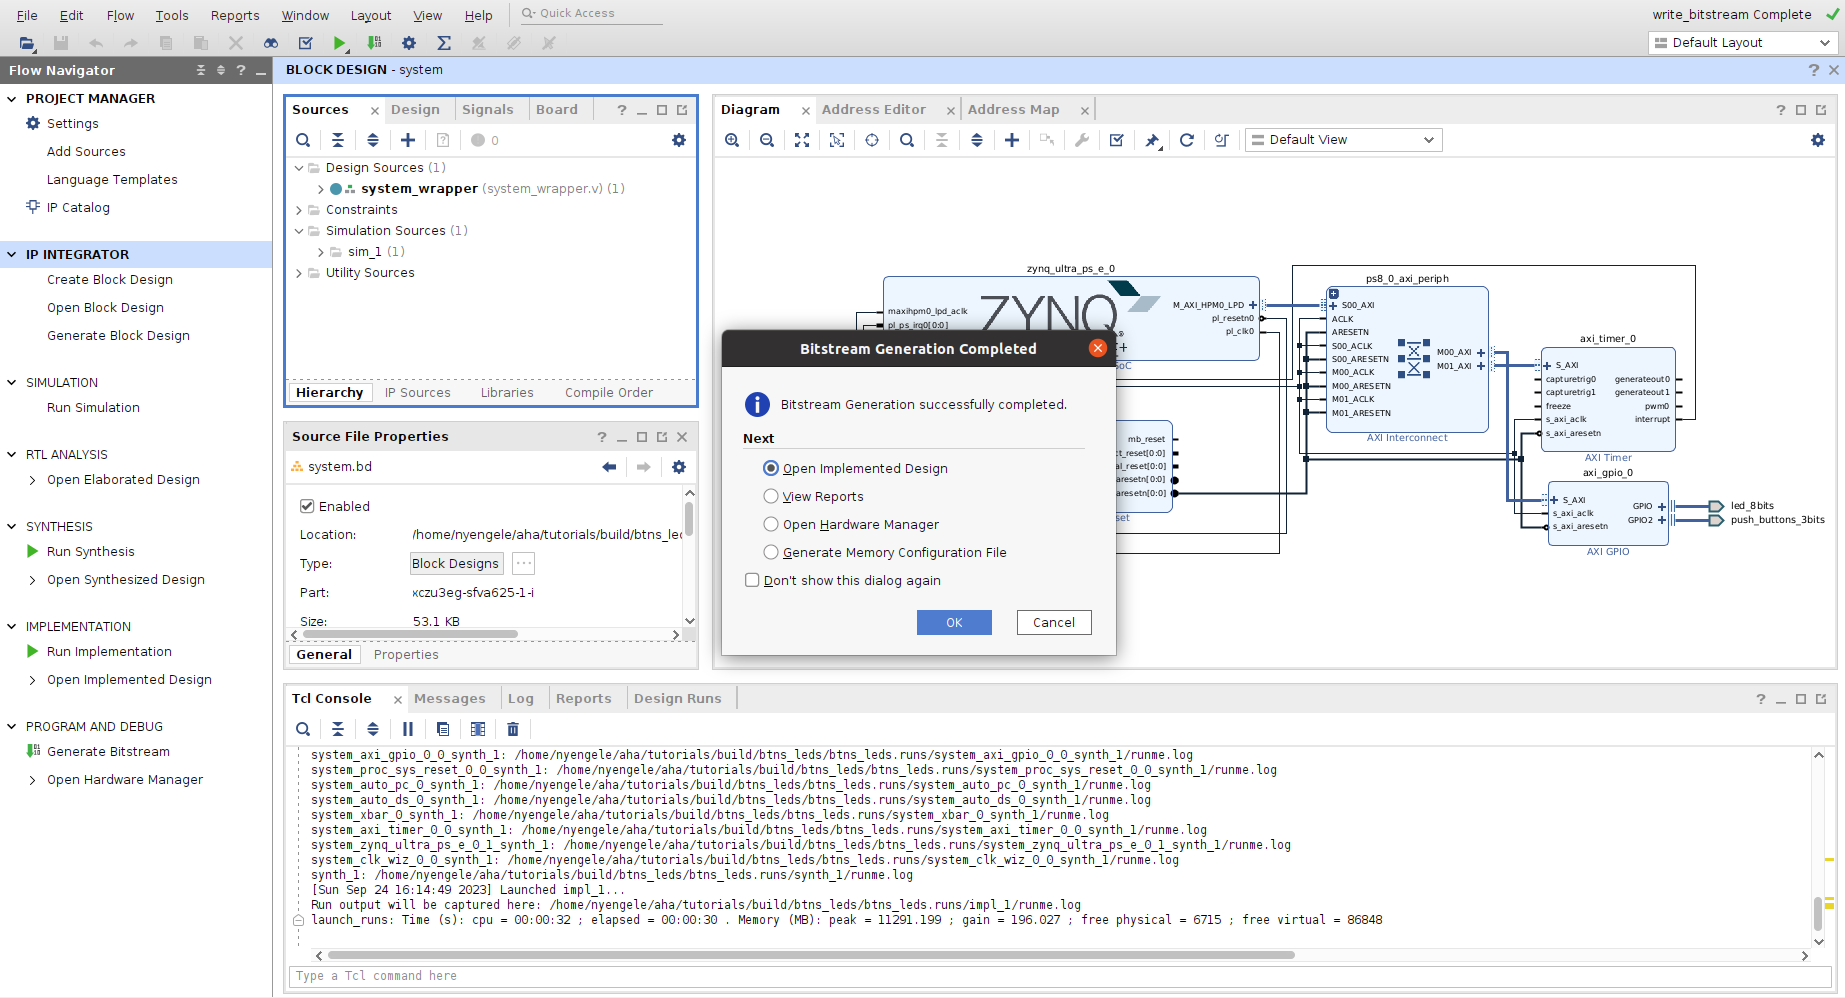 File Edit Flow Tools Reports Window Layout View Help Quick Access
write_bitstream Complete
Default Layout
Flow Navigator
PROJECT MANAGER
Settings
Add Sources
Language Templates
IP Catalog
IP INTEGRATOR
Create Block Design
Open Block Design
Generate Block Design
SIMULATION
Run Simulation
RTL ANALYSIS
Open Elaborated Design
SYNTHESIS
Run Synthesis
Open Synthesized Design
IMPLEMENTATION
Run Implementation
Open Implemented Design
PROGRAM AND DEBUG
Generate Bitstream
Open Hardware Manager
BLOCK DESIGN - system
Sources Design Signals Board
0
Design Sources (1)
system_wrapper (system_wrapper.v) (1)
Constraints
Simulation Sources (1)
sim_1 (1)
Utility Sources
Hierarchy IP Sources Libraries Compile Order
Source File Properties
system.bd
Enabled
Location: /home/nyengele/aha/tutorials/build/btns_led
Type: Block Designs ...
Part: xczu3eg-sfva625-1-i
Size: 53.1 KB
General Properties
Diagram Address Editor Address Map
Default View
zynq_ultra_ps_e_0
maxihpm0_lpd_aclk
pl_ps_irq0[0:0]
ZYNQ
M_AXI_HPM0_LPD
pl_resetn0
pl_clk0
oC
mb_reset
ct_reset[0:0]
al_reset[0:0]
aresetn[0:0]
aresetn[0:0]
set
ps8_0_axi_periph
S00_AXI
ACLK
ARESETN
S00_ACLK
S00_ARESETN
M00_ACLK
M00_ARESETN
M01_ACLK
M01_ARESETN
M00_AXI
M01_AXI
AXI Interconnect
axi_timer_0
S_AXI
capturetrig0
capturetrig1
freeze
s_axi_aclk
s_axi_aresetn
generateout0
generateout1
pwm0
interrupt
AXI Timer
axi_gpio_0
S_AXI
s_axi_aclk
s_axi_aresetn
GPIO
GPIO2
AXI GPIO
led_8bits
push_buttons_3bits
Bitstream Generation Completed
Bitstream Generation successfully completed.
Next
Open Implemented Design
View Reports
Open Hardware Manager
Generate Memory Configuration File
Don't show this dialog again
OK Cancel
Tcl Console Messages Log Reports Design Runs
system_axi_gpio_0_0_synth_1: /home/nyengele/aha/tutorials/build/btns_leds/btns_leds.runs/system_axi_gpio_0_0_synth_1/runme.log
system_proc_sys_reset_0_0_synth_1: /home/nyengele/aha/tutorials/build/btns_leds/btns_leds.runs/system_proc_sys_reset_0_0_synth_1/runme.log
system_auto_pc_0_synth_1: /home/nyengele/aha/tutorials/build/btns_leds/btns_leds.runs/system_auto_pc_0_synth_1/runme.log
system_auto_ds_0_synth_1: /home/nyengele/aha/tutorials/build/btns_leds/btns_leds.runs/system_auto_ds_0_synth_1/runme.log
system_xbar_0_synth_1: /home/nyengele/aha/tutorials/build/btns_leds/btns_leds.runs/system_xbar_0_synth_1/runme.log
system_axi_timer_0_0_synth_1: /home/nyengele/aha/tutorials/build/btns_leds/btns_leds.runs/system_axi_timer_0_0_synth_1/runme.log
system_zynq_ultra_ps_e_0_1_synth_1: /home/nyengele/aha/tutorials/build/btns_leds/btns_leds.runs/system_zynq_ultra_ps_e_0_1_synth_1/runme.log
system_clk_wiz_0_0_synth_1: /home/nyengele/aha/tutorials/build/btns_leds/btns_leds.runs/system_clk_wiz_0_0_synth_1/runme.log
synth_1: /home/nyengele/aha/tutorials/build/btns_leds/btns_leds.runs/synth_1/runme.log
[Sun Sep 24 16:14:49 2023] Launched impl_1...
Run output will be captured here: /home/nyengele/aha/tutorials/build/btns_leds/btns_leds.runs/impl_1/runme.log
launch_runs: Time (s): cpu = 00:00:32 ; elapsed = 00:00:30 . Memory (MB): peak = 11291.199 ; gain = 196.027 ; free physical = 6715 ; free virtual = 86848
Type a Tcl command here